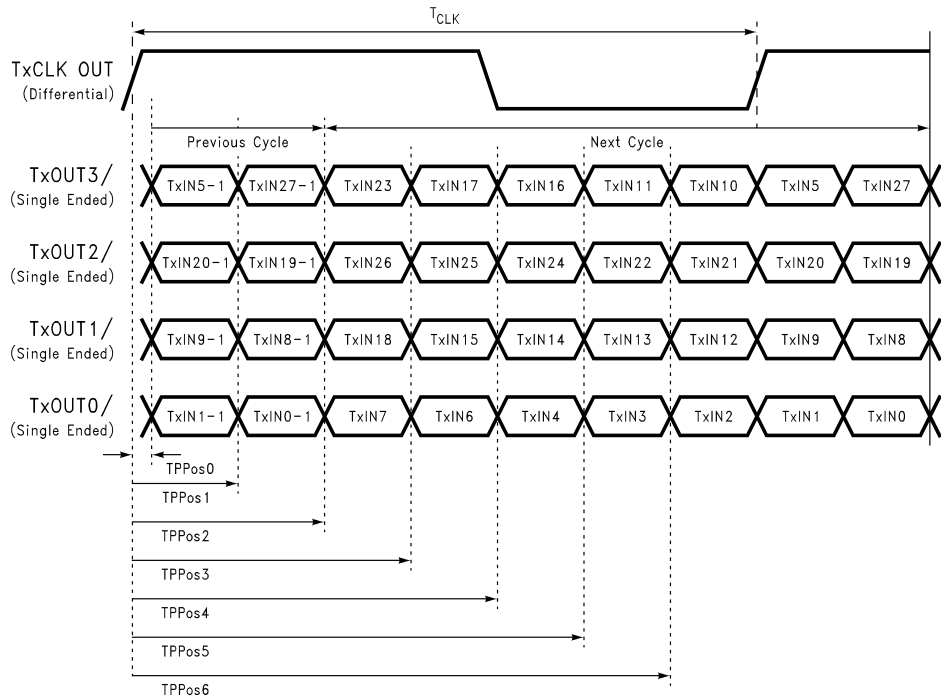 TCLK
TxCLK OUT
(Differential)
Previous Cycle
Next Cycle
TxOUT3/
(Single Ended)
TxIN5-1 TxIN27-1 TxIN23 TxIN17 TxIN16 TxIN11 TxIN10 TxIN5 TxIN27
TxOUT2/
(Single Ended)
TxIN20-1 TxIN19-1 TxIN26 TxIN25 TxIN24 TxIN22 TxIN21 TxIN20 TxIN19
TxOUT1/
(Single Ended)
TxIN9-1 TxIN8-1 TxIN18 TxIN15 TxIN14 TxIN13 TxIN12 TxIN9 TxIN8
TxOUT0/
(Single Ended)
TxIN1-1 TxIN0-1 TxIN7 TxIN6 TxIN4 TxIN3 TxIN2 TxIN1 TxIN0
TPPos0
TPPos1
TPPos2
TPPos3
TPPos4
TPPos5
TPPos6